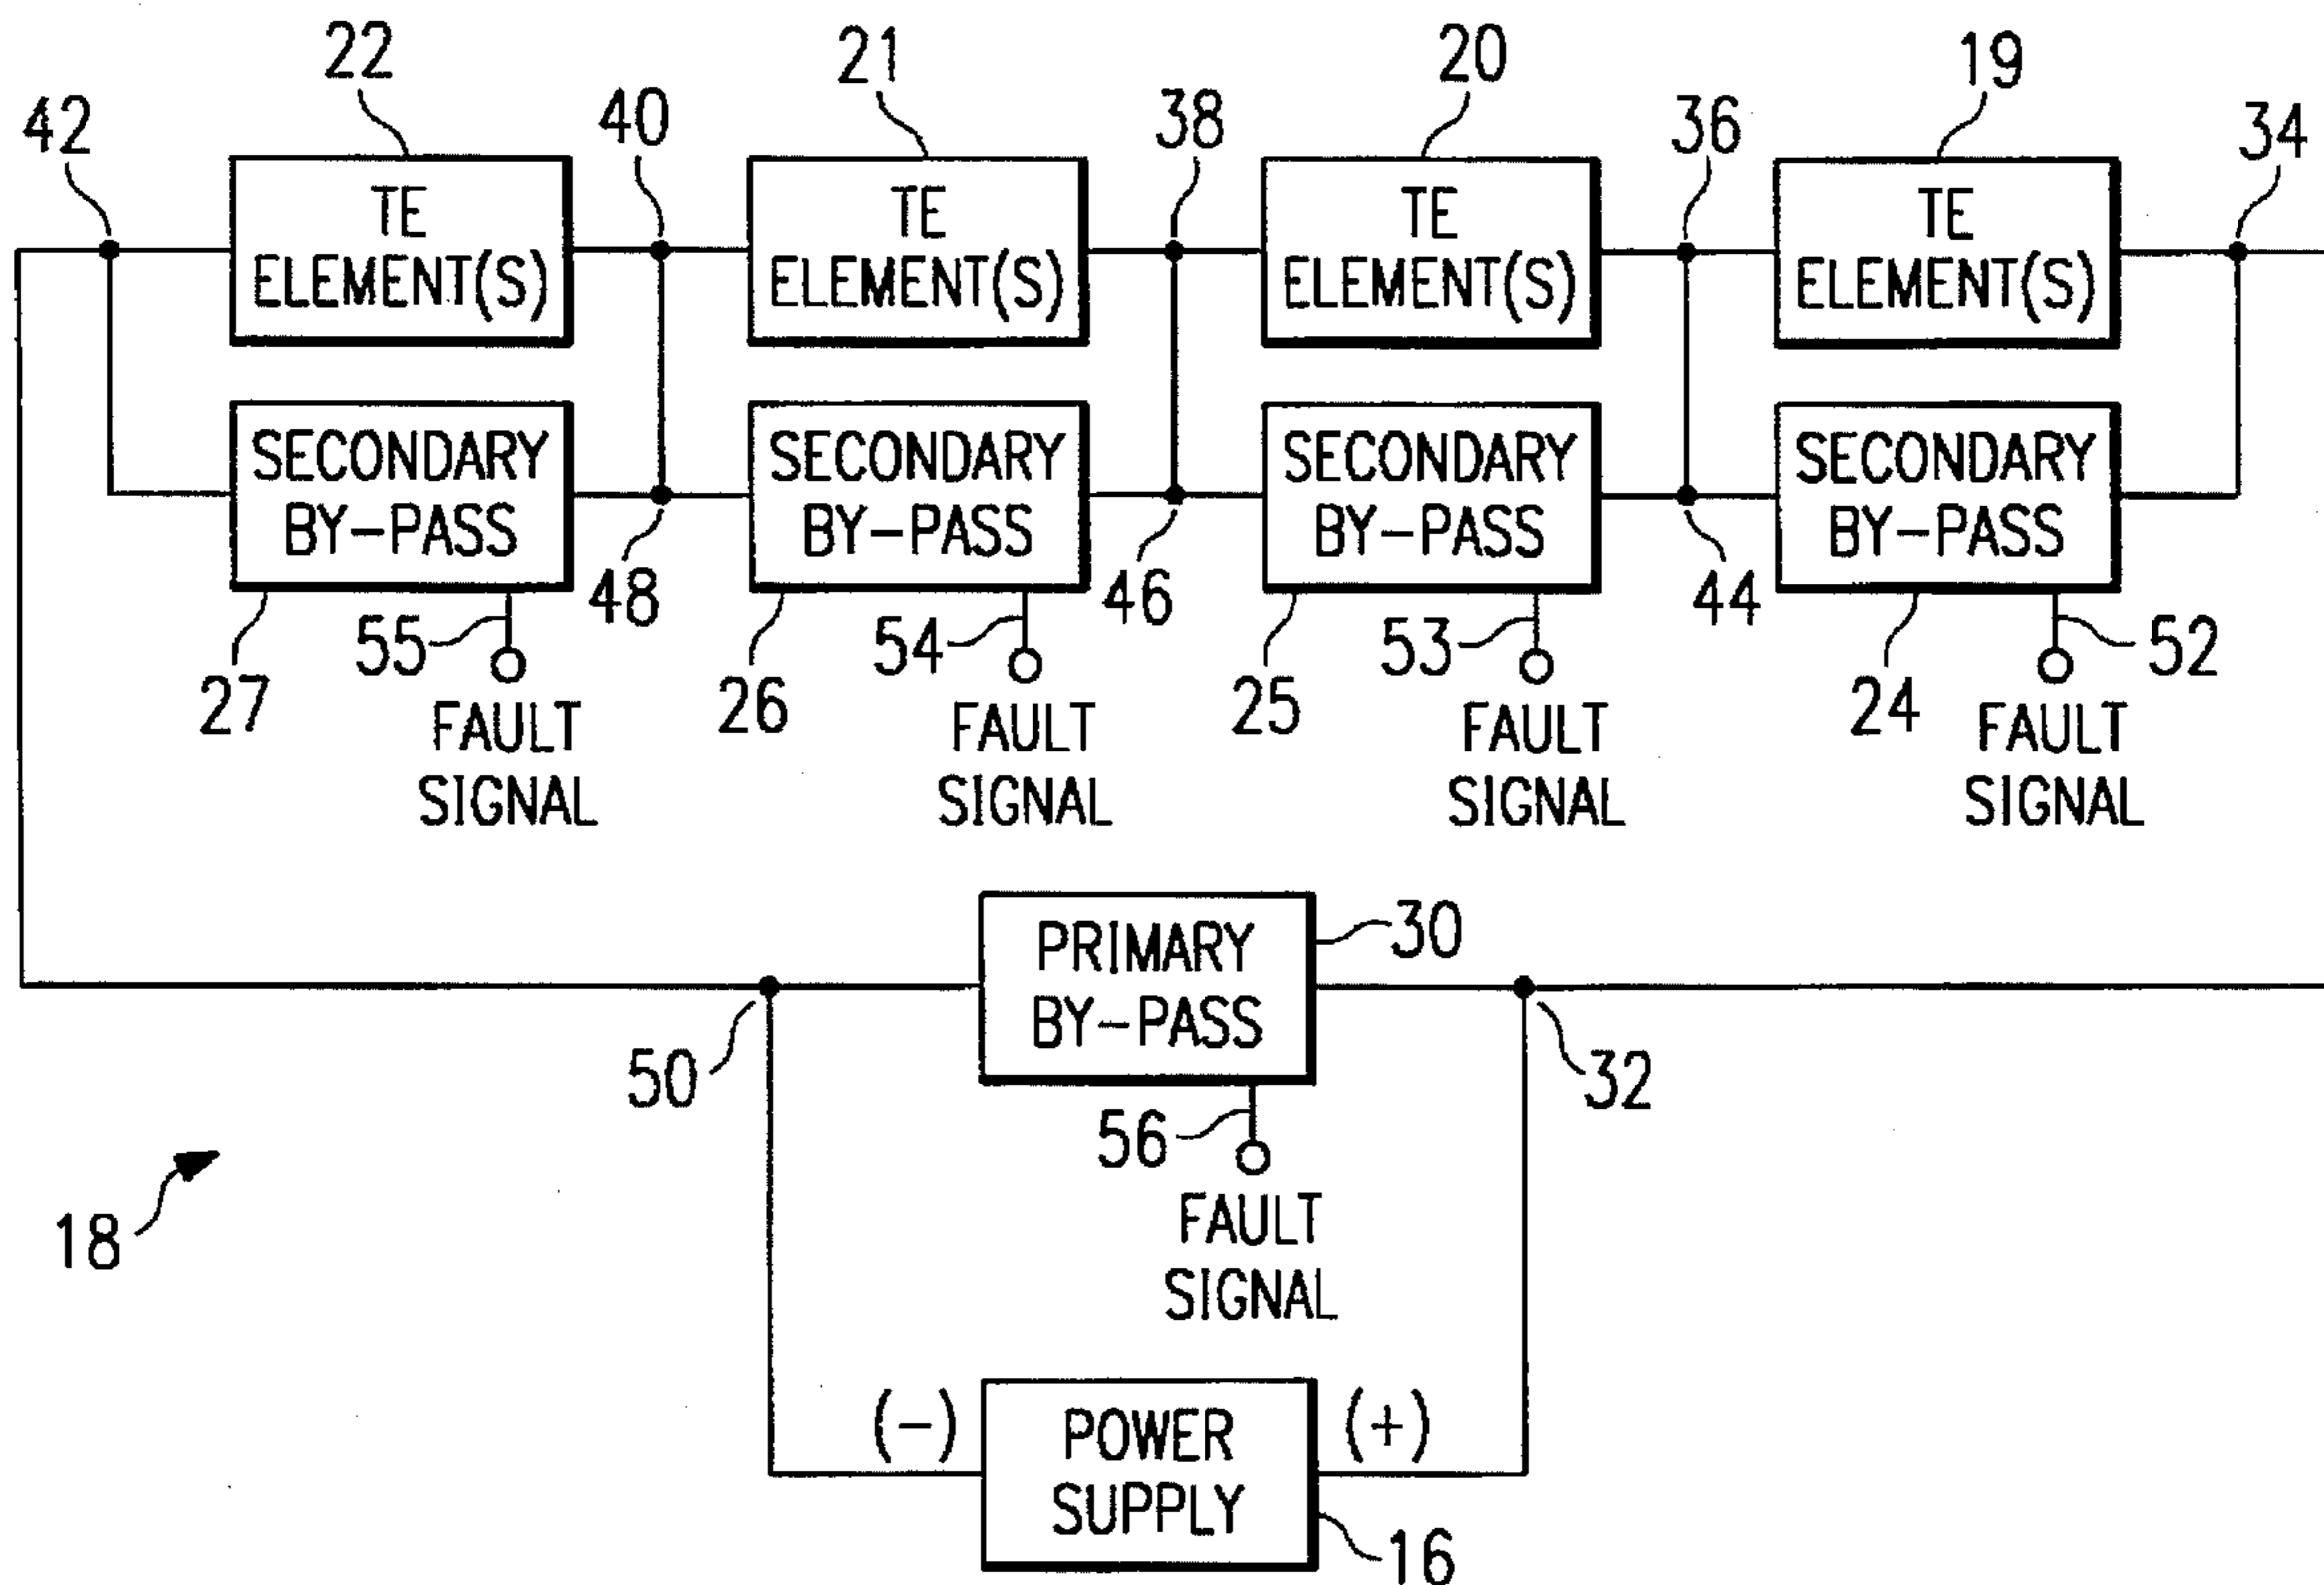 22
21
20
19
42
40
38
36
34
TE
ELEMENT(S)
TE
ELEMENT(S)
TE
ELEMENT(S)
TE
ELEMENT(S)
SECONDARY
BY-PASS
SECONDARY
BY-PASS
SECONDARY
BY-PASS
SECONDARY
BY-PASS
27
55
48
26
54
46
25
53
44
24
52
FAULT
SIGNAL
FAULT
SIGNAL
FAULT
SIGNAL
FAULT
SIGNAL
PRIMARY
BY-PASS
30
50
32
56
FAULT
SIGNAL
18
(-)
POWER
SUPPLY
(+)
16